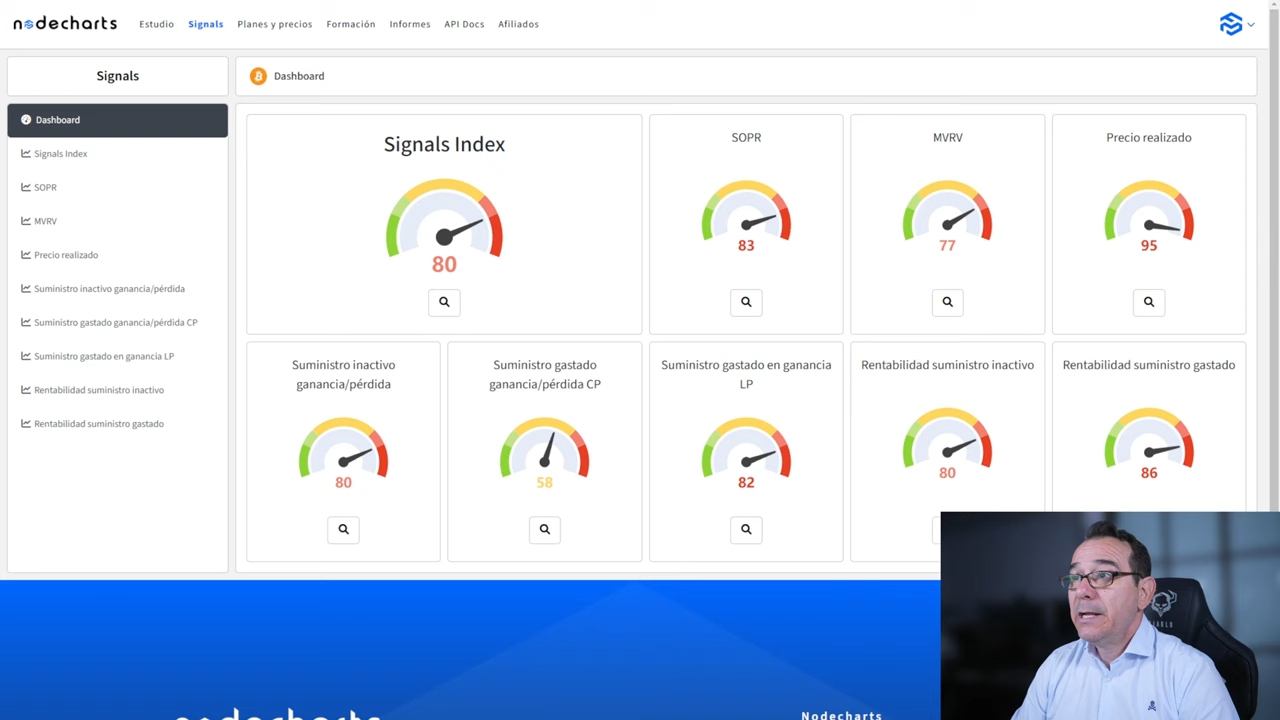 nodecharts
Estudio
Signals
Planes y precios
Formación
Informes
API Docs
Afiliados
Signals
Dashboard
Signals Index
SOPR
MVRV
Precio realizado
Suministro inactivo ganancia/pérdida
Suministro gastado ganancia/pérdida CP
Suministro gastado en ganancia LP
Rentabilidad suministro inactivo
Rentabilidad suministro gastado
Dashboard
Signals Index
80
SOPR
83
MVRV
77
Precio realizado
95
Suministro inactivo
ganancia/pérdida
80
Suministro gastado
ganancia/pérdida CP
58
Suministro gastado en ganancia
LP
82
Rentabilidad suministro inactivo
80
Rentabilidad suministro gastado
86
nodecharts
Nodecharts